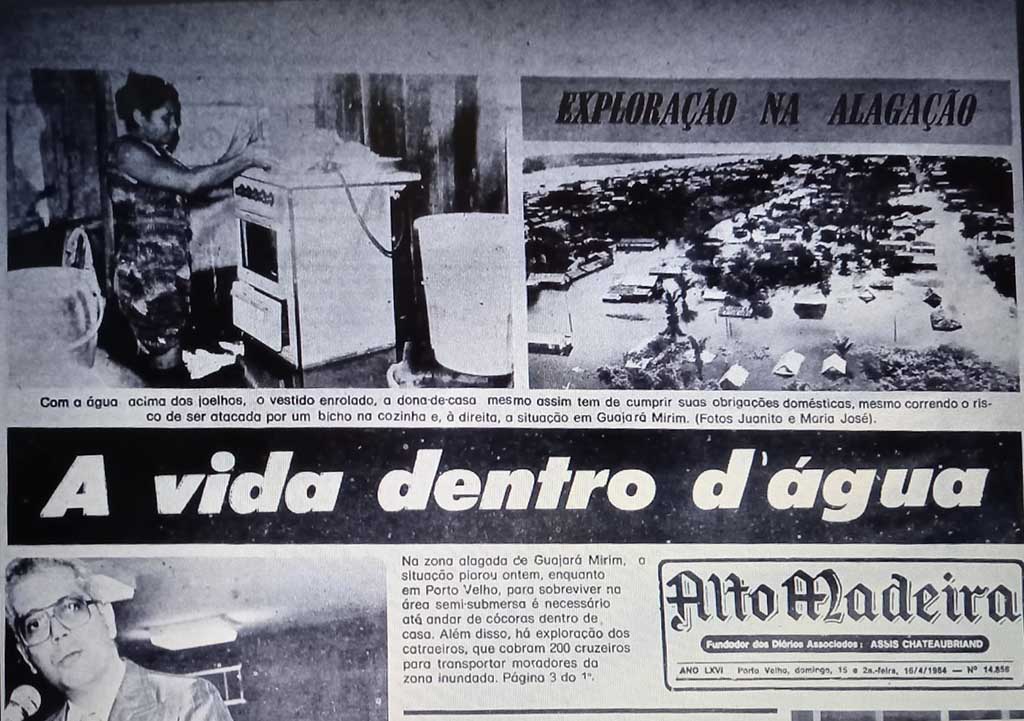 EXPLORAÇÃO NA ALAGAÇÃO
Com a água acima dos joelhos, o vestido enrolado, a dona-de-casa mesmo assim tem de cumprir suas obrigações domésticas, mesmo correndo o ris-
co de ser atacada por um bicho na cozinha e, à direita, a situação em Guajará Mirim. (Fotos Juanito e Maria José).
A vida dentro d'água
Na zona alagada de Guajará Mirim, a
situação piorou ontem, enquanto
em Porto Velho, para sobreviver na
área semi-submersa é necessário
atá andar de cócoras dentro de
casa. Além disso, há exploração dos
catraeiros, que cobram 200 cruzeiros
para transportar moradores da
zona inundada. Página 3 do 1º.
Alto Madeira
Fundador dos Diários Associados: ASSIS CHATEAUBRIAND
ANO LXVI Porto Velho, domingo, 15 e 2a.-feira, 16/4/1984 — Nº 14.856